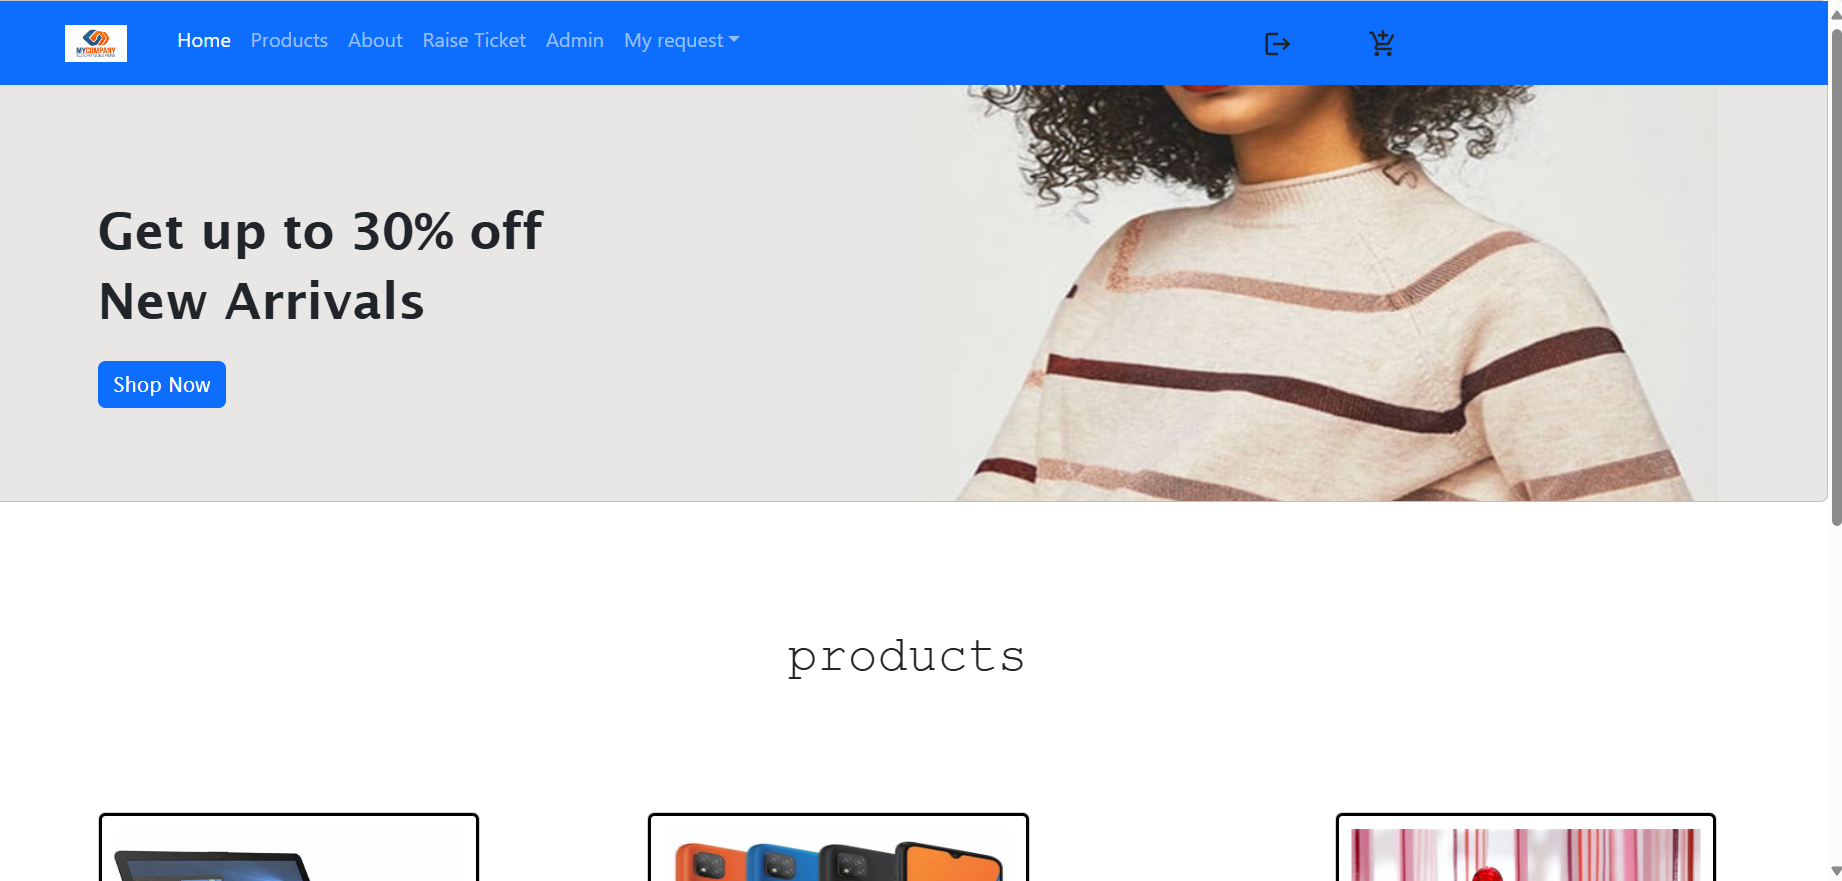 MYCOMPANY
Home Products About Raise Ticket Admin My request
Get up to 30% off
New Arrivals
Shop Now
products